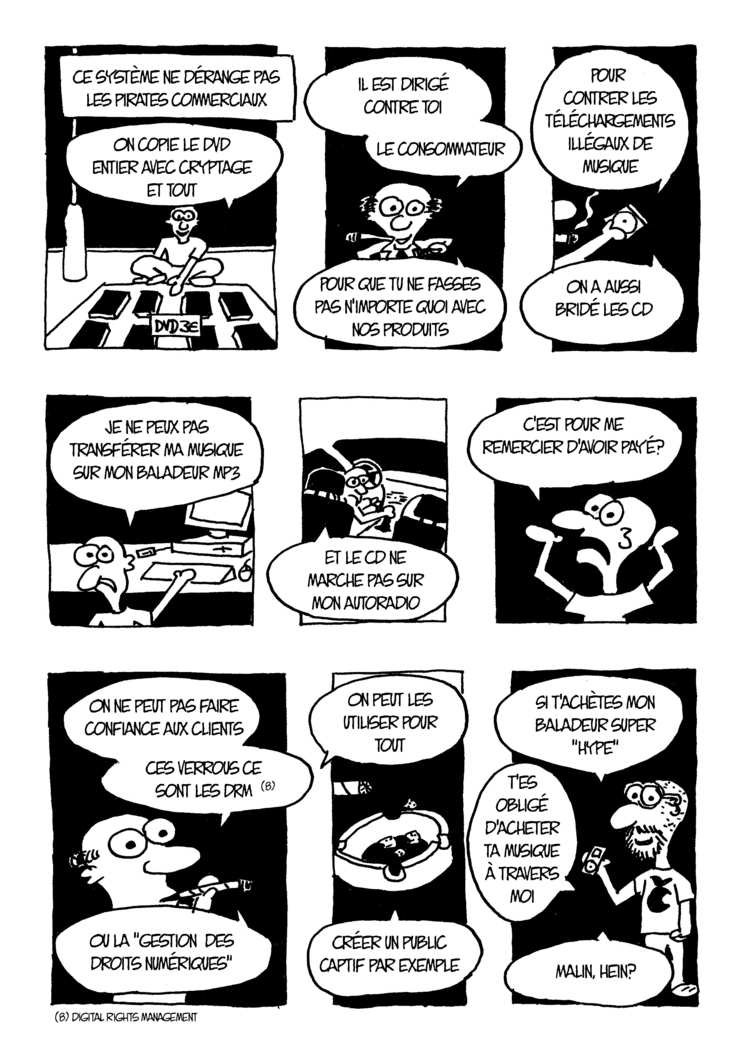 CE SYSTÈME NE DÉRANGE PAS
LES PIRATES COMMERCIAUX
ON COPIE LE DVD
ENTIER AVEC CRYPTAGE
ET TOUT
DVD 3€
IL EST DIRIGÉ
CONTRE TOI
LE CONSOMMATEUR
POUR QUE TU NE FASSES
PAS N'IMPORTE QUOI AVEC
NOS PRODUITS
POUR
CONTRER LES
TÉLÉCHARGEMENTS
ILLÉGAUX DE
MUSIQUE
ON A AUSSI
BRIDÉ LES CD
JE NE PEUX PAS
TRANSFÉRER MA MUSIQUE
SUR MON BALADEUR MP3
ET LE CD NE
MARCHE PAS SUR
MON AUTORADIO
C'EST POUR ME
REMERCIER D'AVOIR PAYÉ?
ON NE PEUT PAS FAIRE
CONFIANCE AUX CLIENTS
CES VERROUS CE
SONT LES DRM (8)
OU LA "GESTION DES
DROITS NUMÉRIQUES"
ON PEUT LES
UTILISER POUR
TOUT
CRÉER UN PUBLIC
CAPTIF PAR EXEMPLE
SI T'ACHÈTES MON
BALADEUR SUPER
"HYPE"
T'ES
OBLIGÉ
D'ACHETER
TA MUSIQUE
À TRAVERS
MOI
MALIN, HEIN?
(8) DIGITAL RIGHTS MANAGEMENT